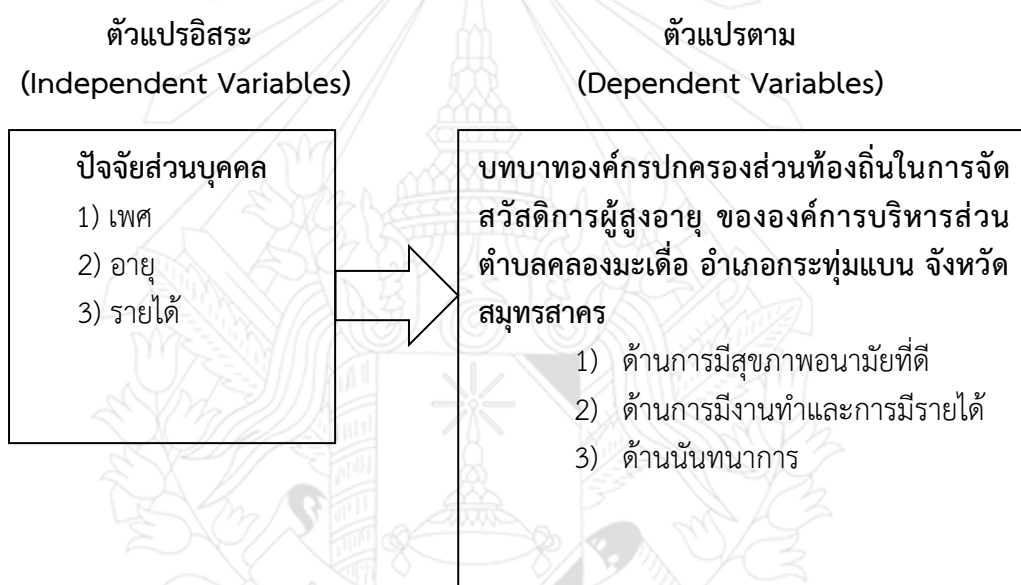 ตัวแปรอิสระ
(Independent Variables)
ปัจจัยส่วนบุคคล
1) เพศ
2) อายุ
3) รายได้
ตัวแปรตาม
(Dependent Variables)
บทบาทองค์กรปกครองส่วนท้องถิ่นในการจัด
สวัสดิการผู้สูงอายุ ขององค์การบริหารส่วน
ตำบลคลองมะเดื่อ อำเภอกระทุ่มแบน จังหวัด
สมุทรสาคร
1) ด้านการมีสุขภาพอนามัยที่ดี
2) ด้านการมีงานทำและการมีรายได้
3) ด้านนันทนาการ